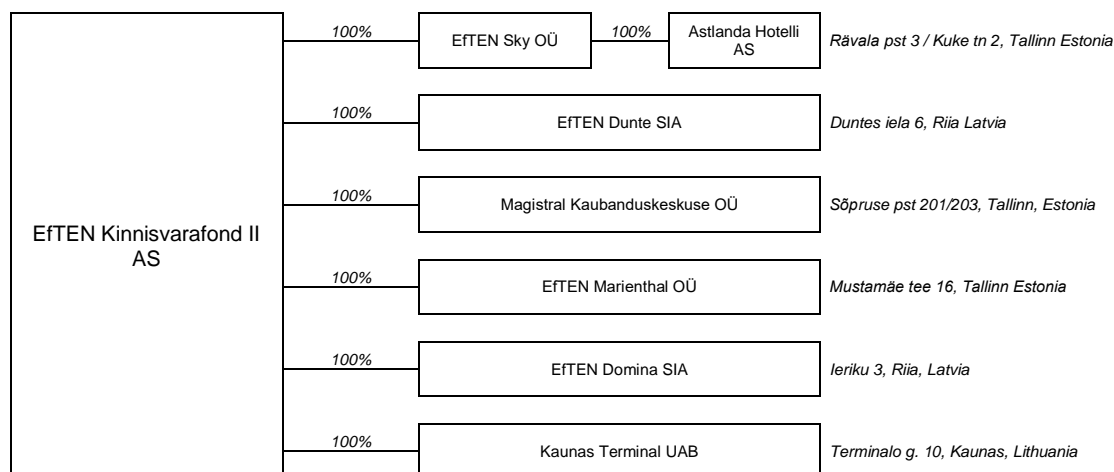 100%
EfTEN Sky OÜ
100%
Astlanda Hotelli
AS
Rävala pst 3 / Kuke tn 2, Tallinn Estonia
100%
EfTEN Dunte SIA
Duntes iela 6, Riia Latvia
100%
Magistral Kaubanduskeskuse OÜ
Sõpruse pst 201/203, Tallinn, Estonia
EfTEN Kinnisvarafond II
AS
100%
EfTEN Marienthal OÜ
Mustamäe tee 16, Tallinn Estonia
100%
EfTEN Domina SIA
Ieriku 3, Riia, Latvia
100%
Kaunas Terminal UAB
Terminalo g. 10, Kaunas, Lithuania